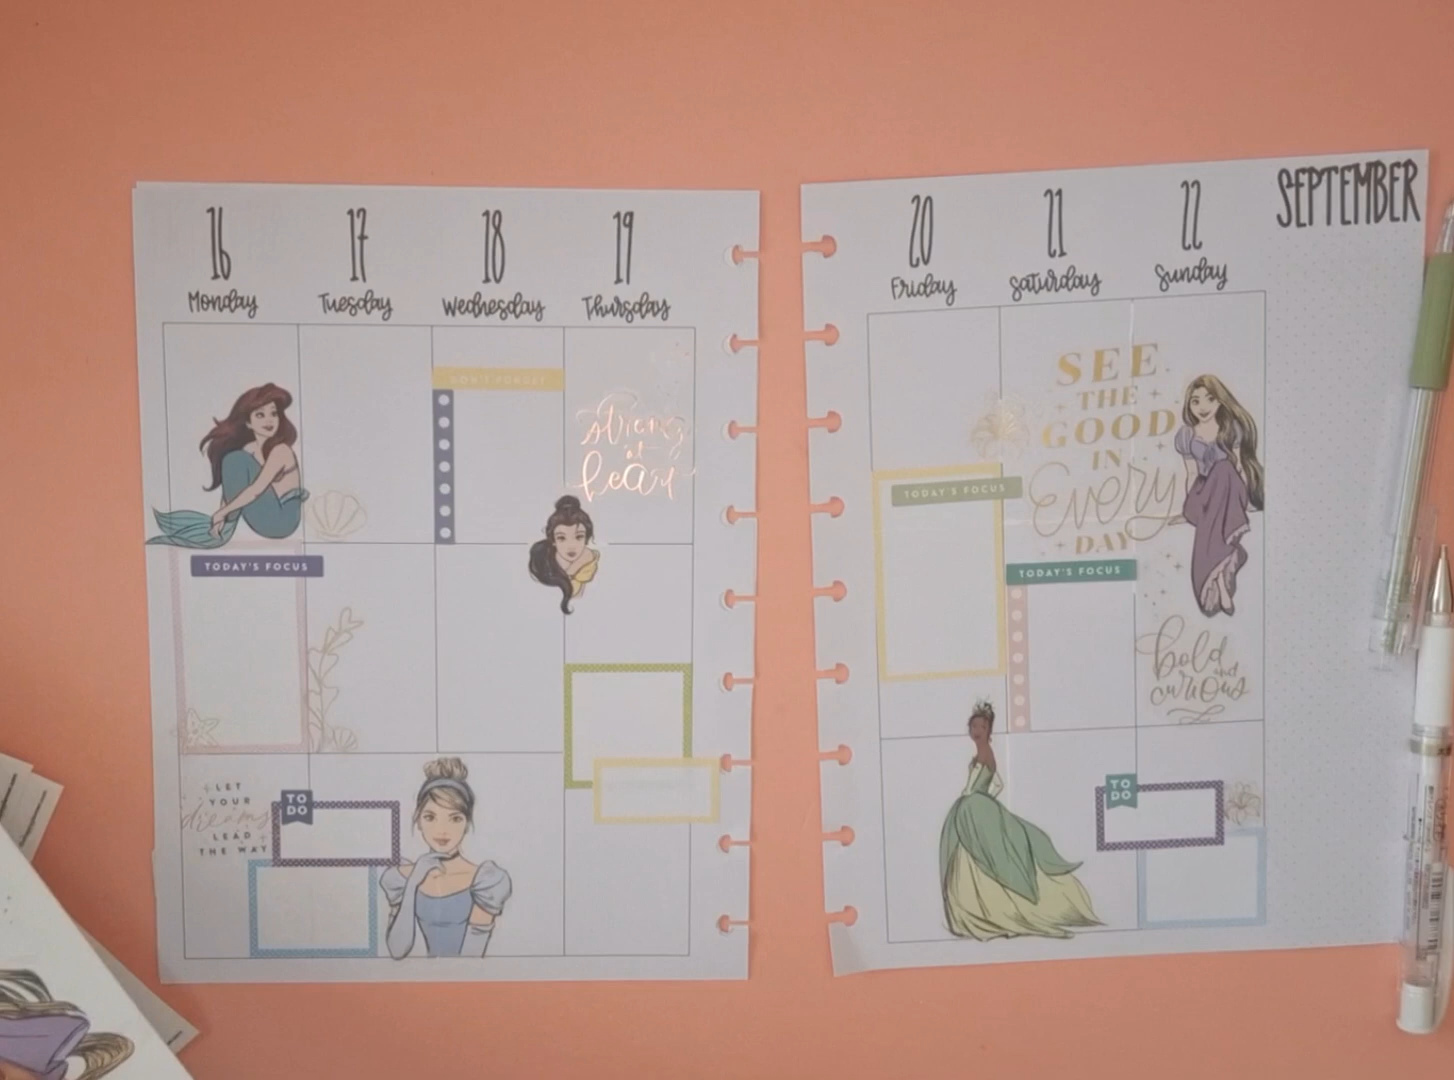 16
Monday
17
Tuesday
18
Wednesday
19
Thursday
DON'T FORGET
strong
at
heart
TODAY'S FOCUS
LET
YOUR
dreams
LEAD
THE WAY
TO
DO
SEPTEMBER
20
Friday
21
Saturday
22
Sunday
SEE
THE
GOOD
IN
Every
DAY
TODAY'S FOCUS
TODAY'S FOCUS
bold
and
curious
TO
DO